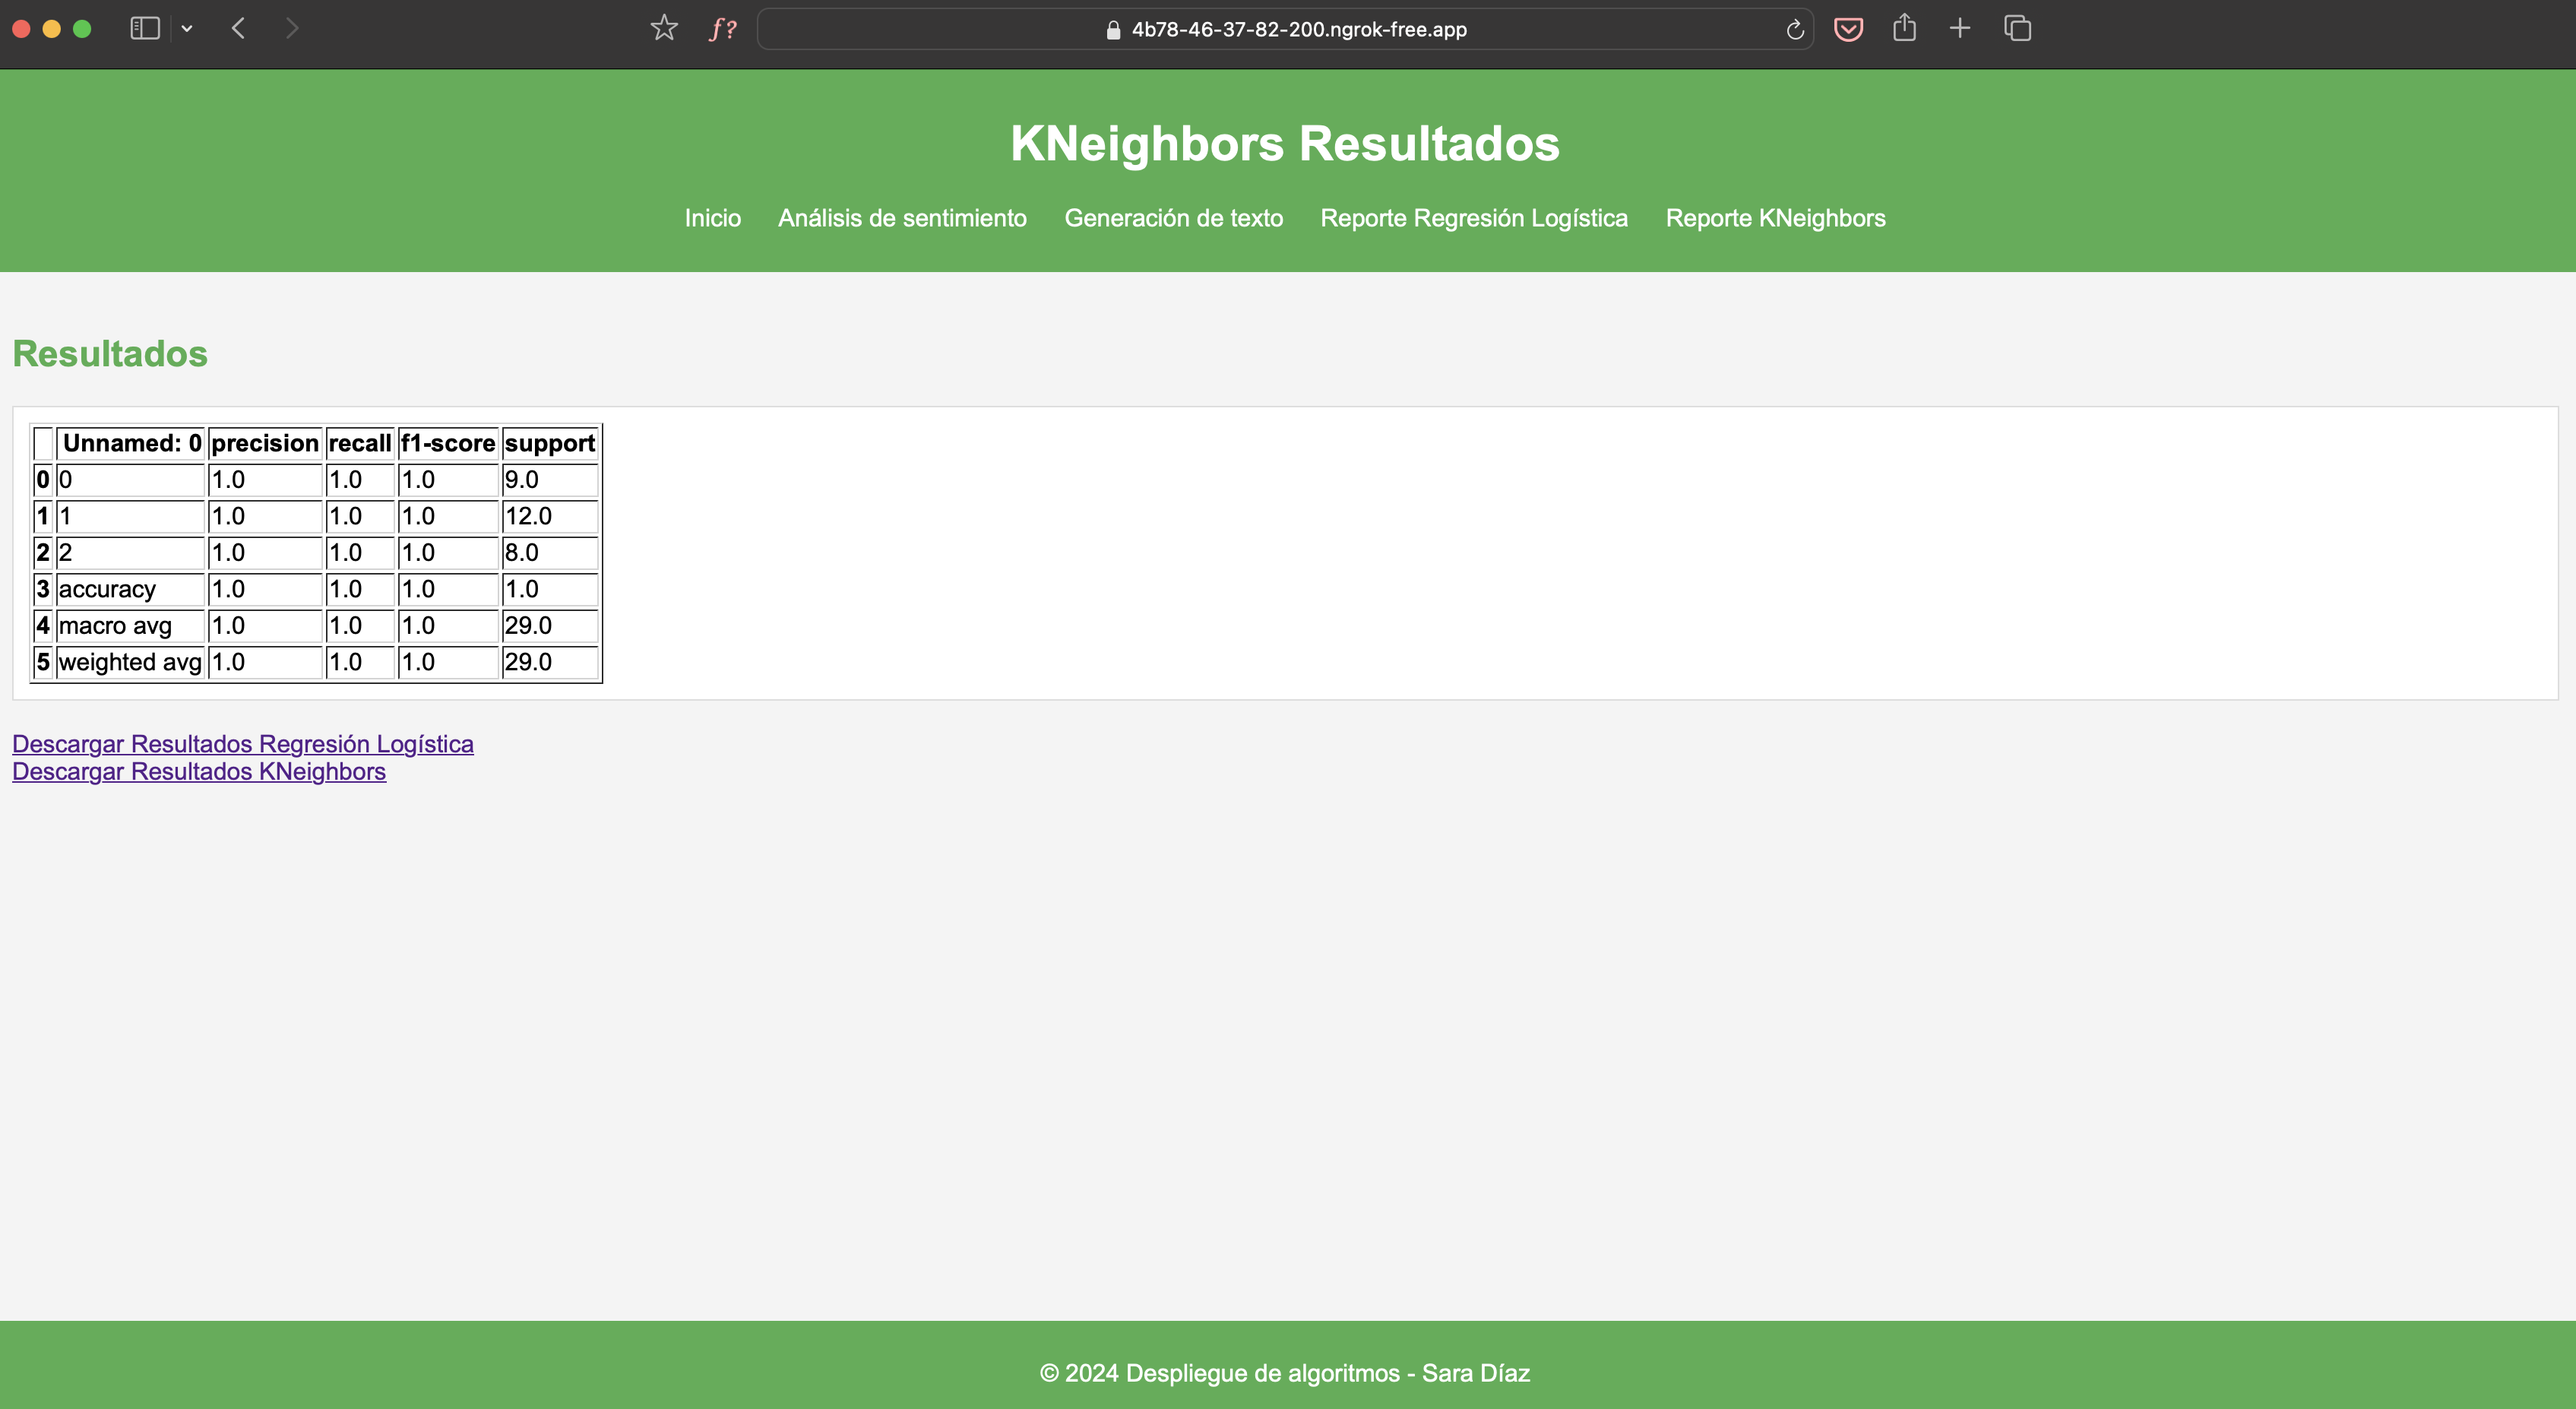 4b78-46-37-82-200.ngrok-free.app
KNeighbors Resultados
Inicio Análisis de sentimiento Generación de texto Reporte Regresión Logística Reporte KNeighbors
Resultados
Unnamed: 0 precision recall f1-score support
0 0 1.0 1.0 1.0 9.0
1 1 1.0 1.0 1.0 12.0
2 2 1.0 1.0 1.0 8.0
3 accuracy 1.0 1.0 1.0 1.0
4 macro avg 1.0 1.0 1.0 29.0
5 weighted avg 1.0 1.0 1.0 29.0
Descargar Resultados Regresión Logística
Descargar Resultados KNeighbors
© 2024 Despliegue de algoritmos - Sara Díaz